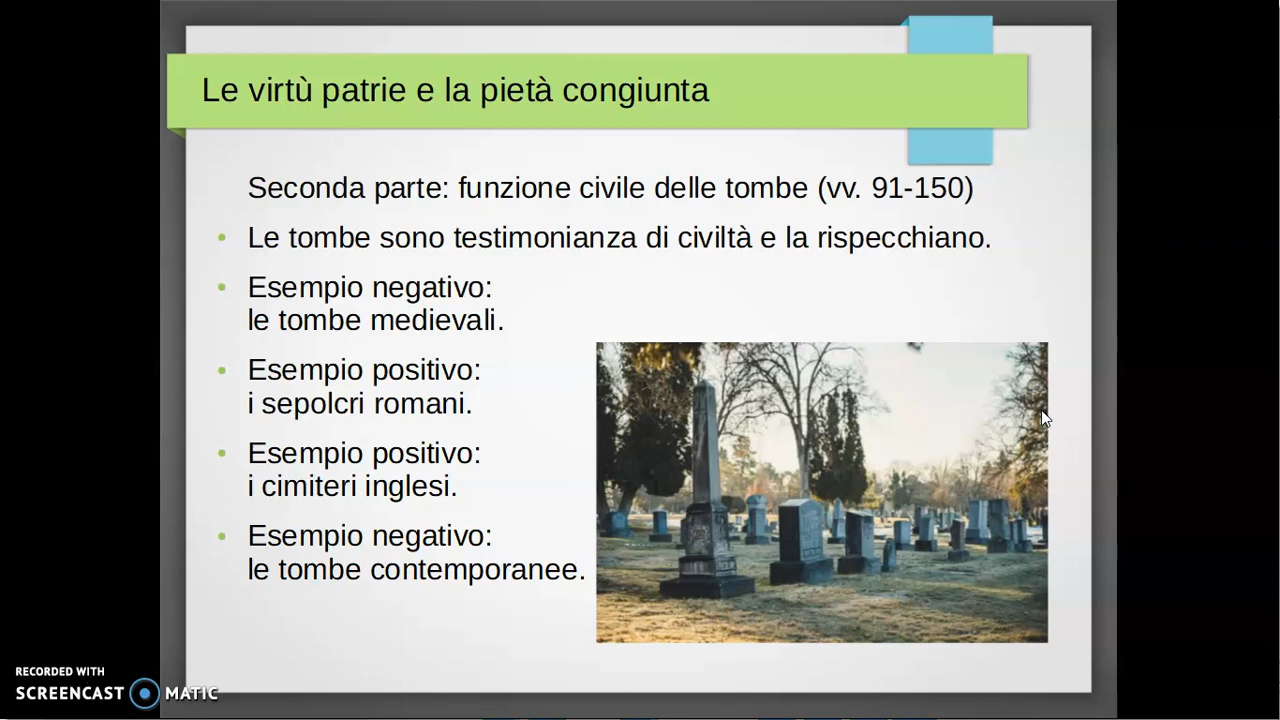 Le virtù patrie e la pietà congiunta
Seconda parte: funzione civile delle tombe (vv. 91-150)
Le tombe sono testimonianza di civiltà e la rispecchiano.
Esempio negativo:
le tombe medievali.
Esempio positivo:
i sepolcri romani.
Esempio positivo:
i cimiteri inglesi.
Esempio negativo:
le tombe contemporanee.
RECORDED WITH
SCREENCAST MATIC